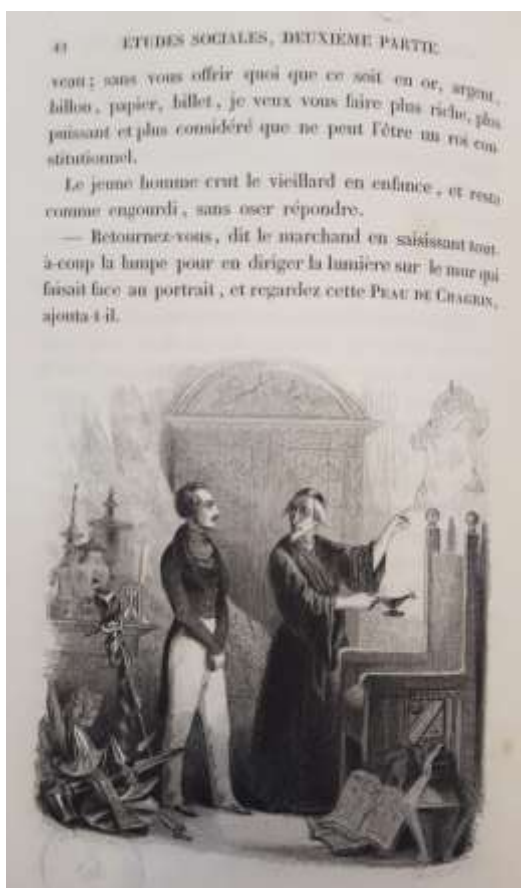 42 ETUDES SOCIALES, DEUXIÈME PARTIE
veau; sans vous offrir quoi que ce soit en or, argent,
billon, papier, billet, je veux vous faire plus riche, plus
puissant et plus considéré que ne peut l'être un roi con
stitutionnel.
Le jeune homme crut le vieillard en enfance, et resta
comme engourdi, sans oser répondre.
— Retournez-vous, dit le marchand en saisissant tout
à-coup la lampe pour en diriger la lumière sur le mur qui
faisait face au portrait, et regardez cette PEAU DE CHAGRIN,
ajouta-t-il.